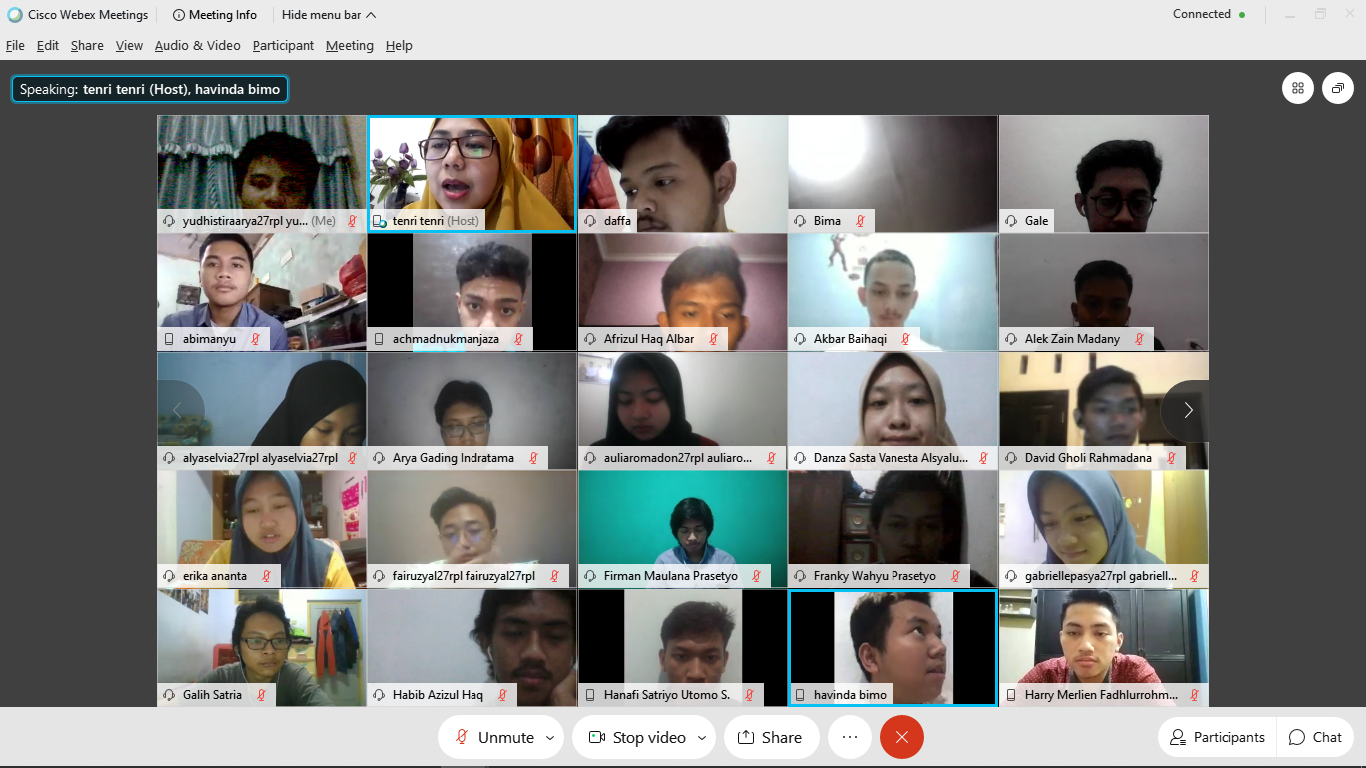 Cisco Webex Meetings Meeting Info Hide menu bar Connected
File Edit Share View Audio & Video Participant Meeting Help
Speaking: tenri tenri (Host), havinda bimo
yudhistiraarya27rpl yu... (Me)
tenri tenri (Host)
daffa
Bima
Gale
abimanyu
achmadnukmanjaza
Afrizul Haq Albar
Akbar Baihaqi
Alek Zain Madany
alyaselvia27rpl alyaselvia27rpl
Arya Gading Indratama
auliaromadon27rpl auliaro...
Danza Sasta Vanesta Alsyalu...
David Gholi Rahmadana
erika ananta
fairuzyal27rpl fairuzyal27rpl
Firman Maulana Prasetyo
Franky Wahyu Prasetyo
gabriellepasya27rpl gabriell...
Galih Satria
Habib Azizul Haq
Hanafi Satriyo Utomo S.
havinda bimo
Harry Merlien Fadhlurrohm...
Unmute Stop video Share Participants Chat